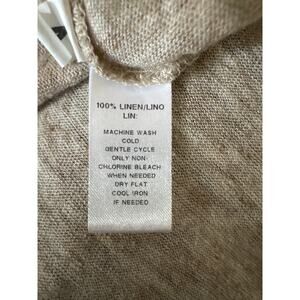 100% LINEN/LINO
LIN:
MACHINE WASH
COLD
GENTLE CYCLE
ONLY NON-
CHLORINE BLEACH
WHEN NEEDED
DRY FLAT
COOL IRON
IF NEEDED